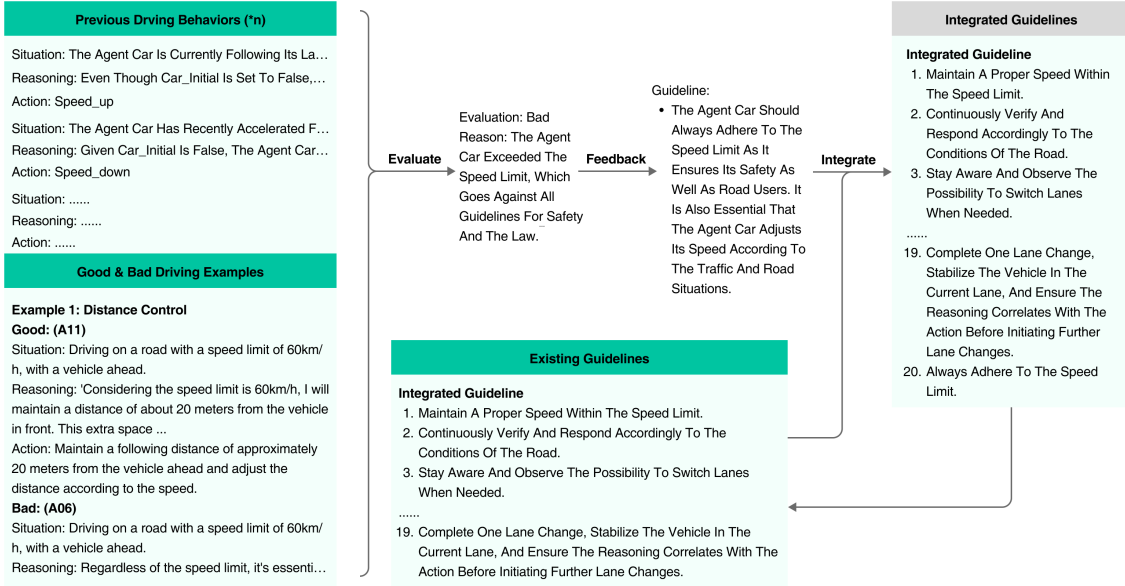 Previous Drving Behaviors (*n)
Situation: The Agent Car Is Currently Following Its La...
Reasoning: Even Though Car_Initial Is Set To False,...
Action: Speed_up
Situation: The Agent Car Has Recently Accelerated F...
Reasoning: Given Car_Initial Is False, The Agent Car...
Action: Speed_down
Situation: ......
Reasoning: ......
Action: ......
Good & Bad Driving Examples
Example 1: Distance Control
Good: (A11)
Situation: Driving on a road with a speed limit of 60km/
h, with a vehicle ahead.
Reasoning: 'Considering the speed limit is 60km/h, I will
maintain a distance of about 20 meters from the vehicle
in front. This extra space ...
Action: Maintain a following distance of approximately
20 meters from the vehicle ahead and adjust the
distance according to the speed.
Bad: (A06)
Situation: Driving on a road with a speed limit of 60km/
h, with a vehicle ahead.
Reasoning: Regardless of the speed limit, it's essenti...
Evaluate
Evaluation: Bad
Reason: The Agent
Car Exceeded The
Speed Limit, Which
Goes Against All
Guidelines For Safety
And The Law.
Feedback
Guideline:
• The Agent Car Should
Always Adhere To The
Speed Limit As It
Ensures Its Safety As
Well As Road Users. It
Is Also Essential That
The Agent Car Adjusts
Its Speed According To
The Traffic And Road
Situations.
Integrate
Existing Guidelines
Integrated Guideline
1. Maintain A Proper Speed Within The Speed Limit.
2. Continuously Verify And Respond Accordingly To The
Conditions Of The Road.
3. Stay Aware And Observe The Possibility To Switch Lanes
When Needed.
......
19. Complete One Lane Change, Stabilize The Vehicle In The
Current Lane, And Ensure The Reasoning Correlates With The
Action Before Initiating Further Lane Changes.
Integrated Guidelines
Integrated Guideline
1. Maintain A Proper Speed Within
The Speed Limit.
2. Continuously Verify And
Respond Accordingly To The
Conditions Of The Road.
3. Stay Aware And Observe The
Possibility To Switch Lanes
When Needed.
......
19. Complete One Lane Change,
Stabilize The Vehicle In The
Current Lane, And Ensure The
Reasoning Correlates With The
Action Before Initiating Further
Lane Changes.
20. Always Adhere To The Speed
Limit.